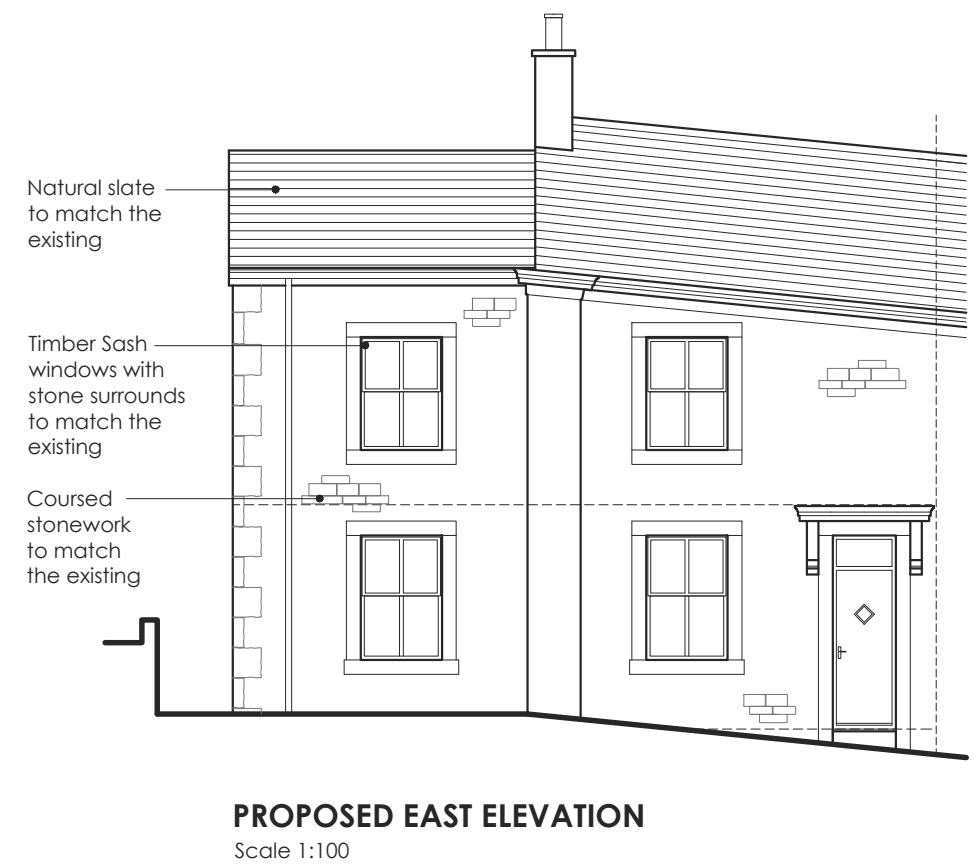 Natural slate
to match the
existing
Timber Sash
windows with
stone surrounds
to match the
existing
Coursed
stonework
to match
the existing
PROPOSED EAST ELEVATION
Scale 1:100